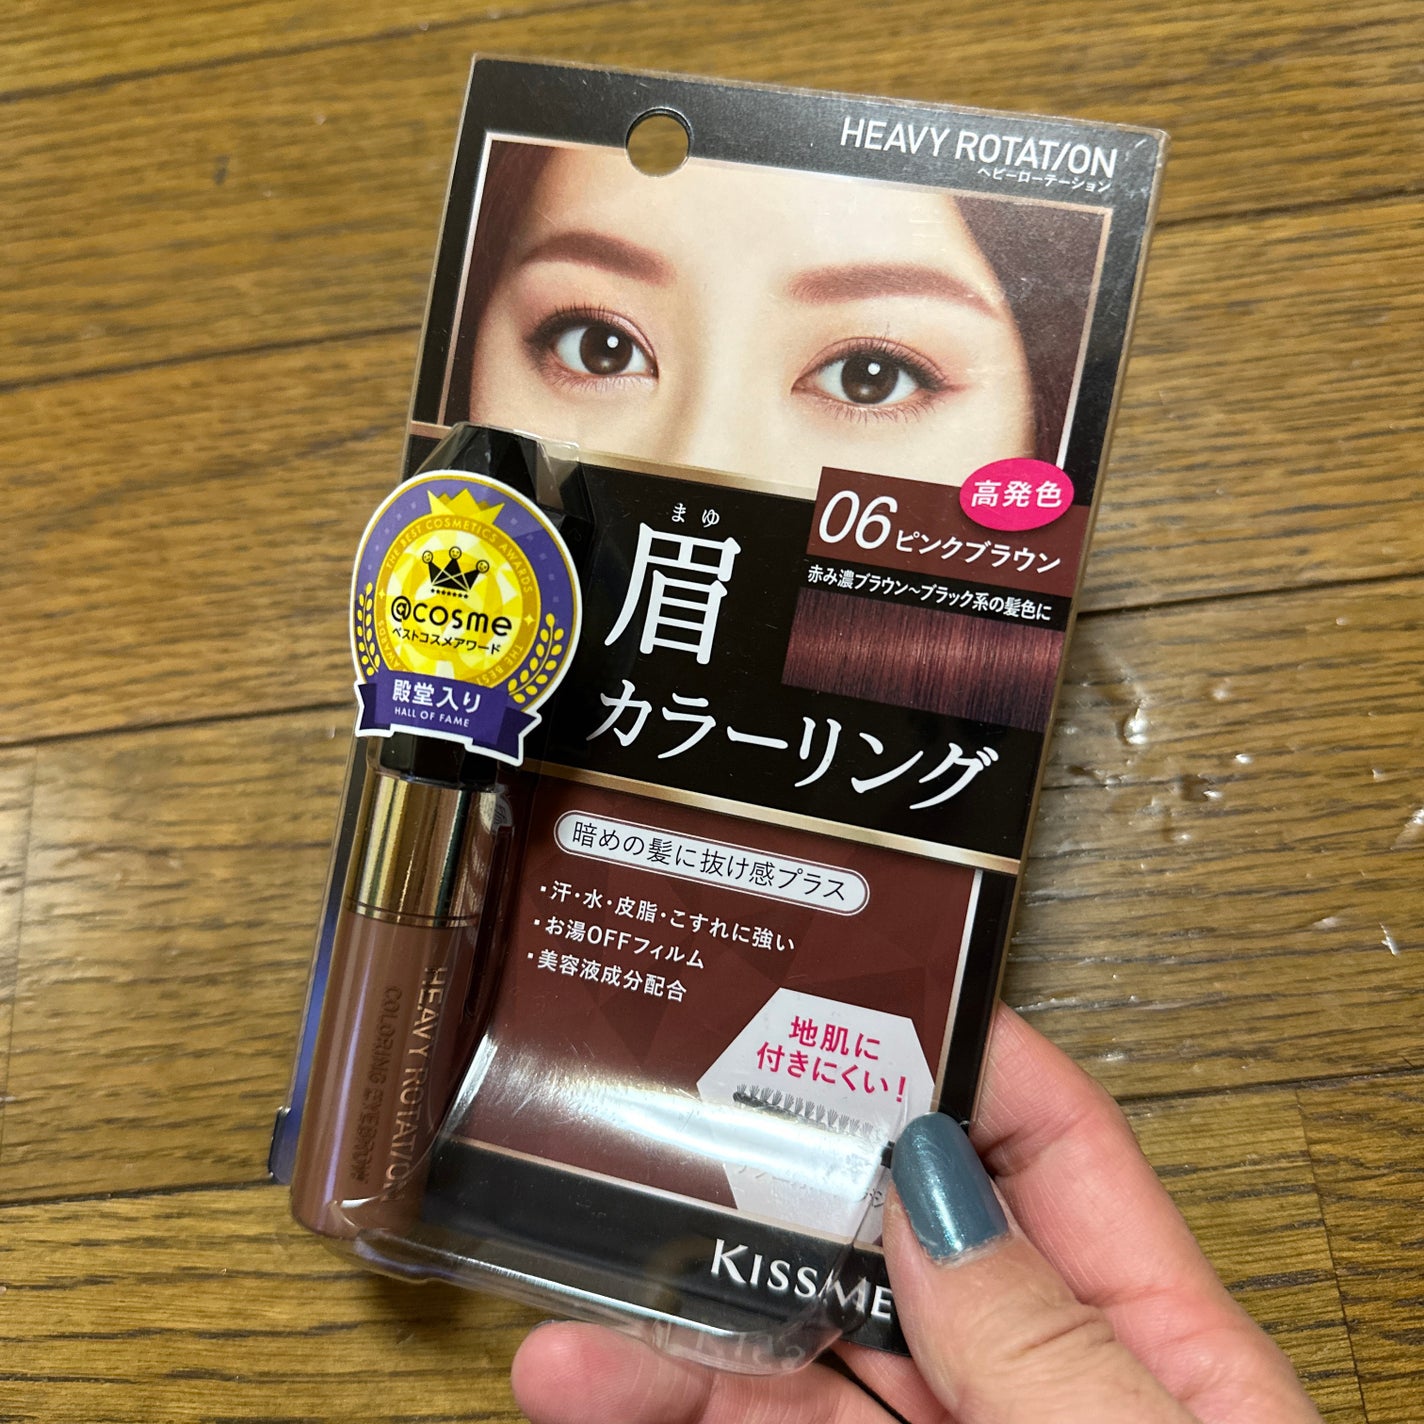 HEAVY ROTAT/ON
ヘビーローテーション
高発色
06 ピンクブラウン
赤み濃ブラウン~ブラック系の髪色に
まゆ
眉
カラーリング
THE BEST COSMETICS AWARDS
@cosme
ベストコスメアワード
殿堂入り
HALL OF FAME
暗めの髪に抜け感プラス
・汗・水・皮脂・こすれに強い
・お湯OFFフィルム
・美容液成分配合
地肌に
付きにくい!
HEAVY ROTAT/ON
COLORING EYEBROW
KISSME